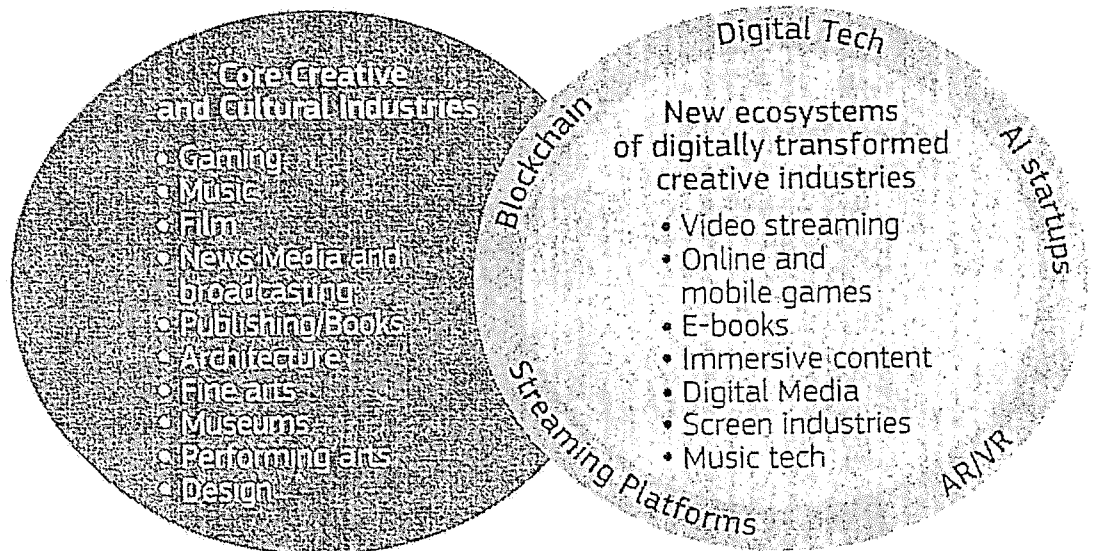 Core Creative
and Cultural Industries
• Gaming
• Music
• Film
• News Media and
broadcasting
• Publishing/Books
• Architecture
• Fine arts
• Museums
• Performing arts
• Design
Digital Tech
Blockchain
AI startups
Streaming Platforms
AR/VR
New ecosystems
of digitally transformed
creative industries
• Video streaming
• Online and
mobile games
• E-books
• Immersive content
• Digital Media
• Screen industries
• Music tech